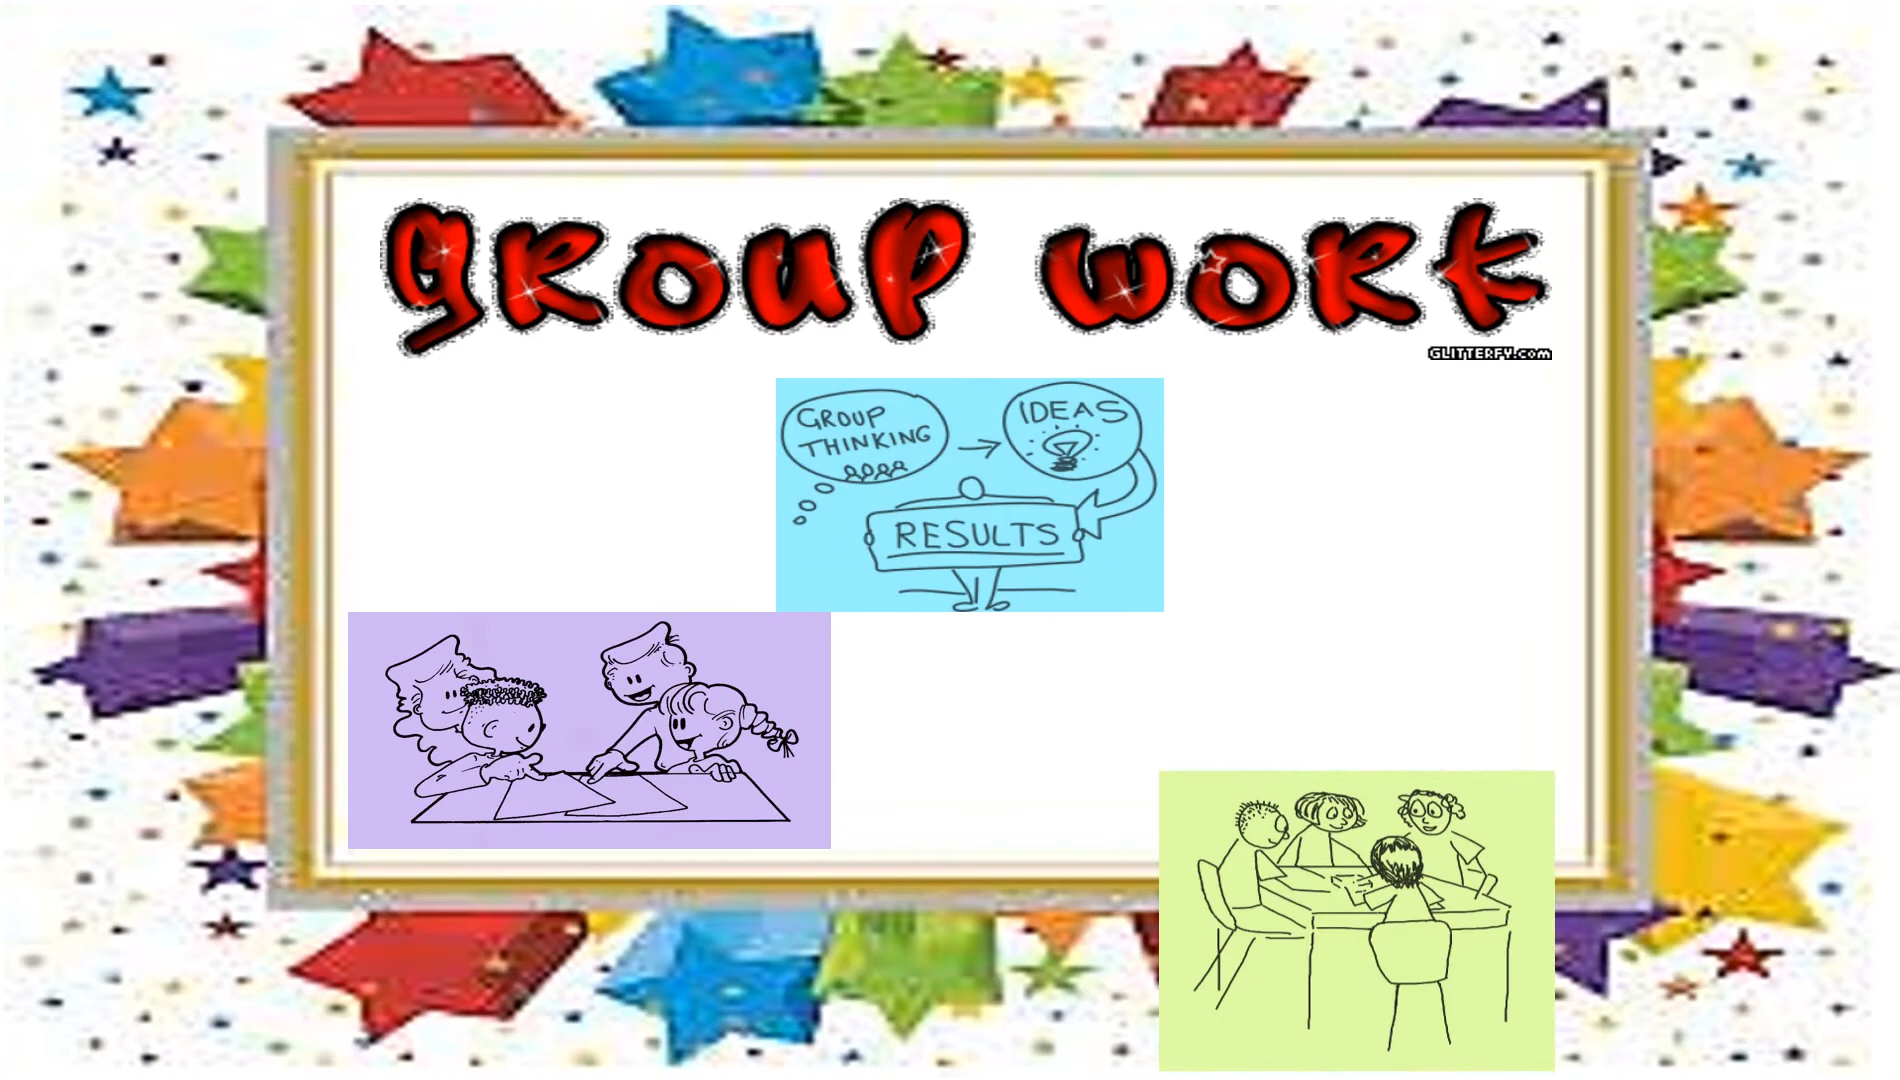 GROUP WORK
GLITTERFY.com
GROUP
THINKING
IDEAS
RESULTS